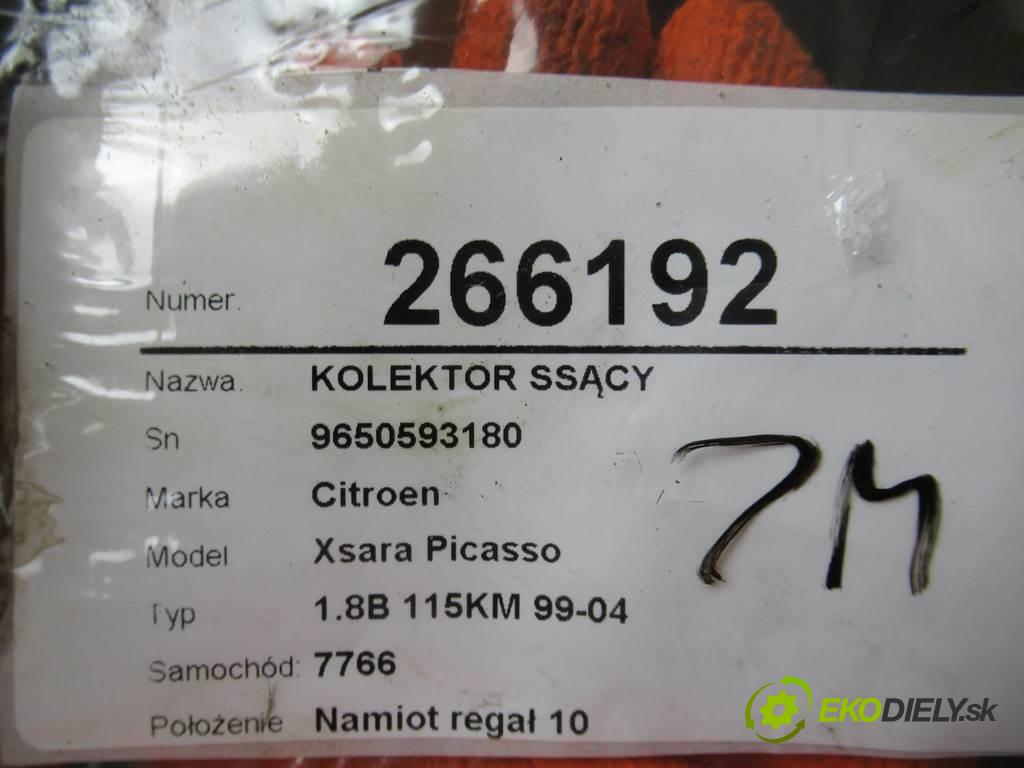 Numer. 266192
Nazwa. KOLEKTOR SSĄCY
Sn 9650593180
Marka Citroen
Model Xsara Picasso
Typ 1.8B 115KM 99-04
Samochód: 7766
Położenie Namiot regał 10
7M
EKODIELY.sk